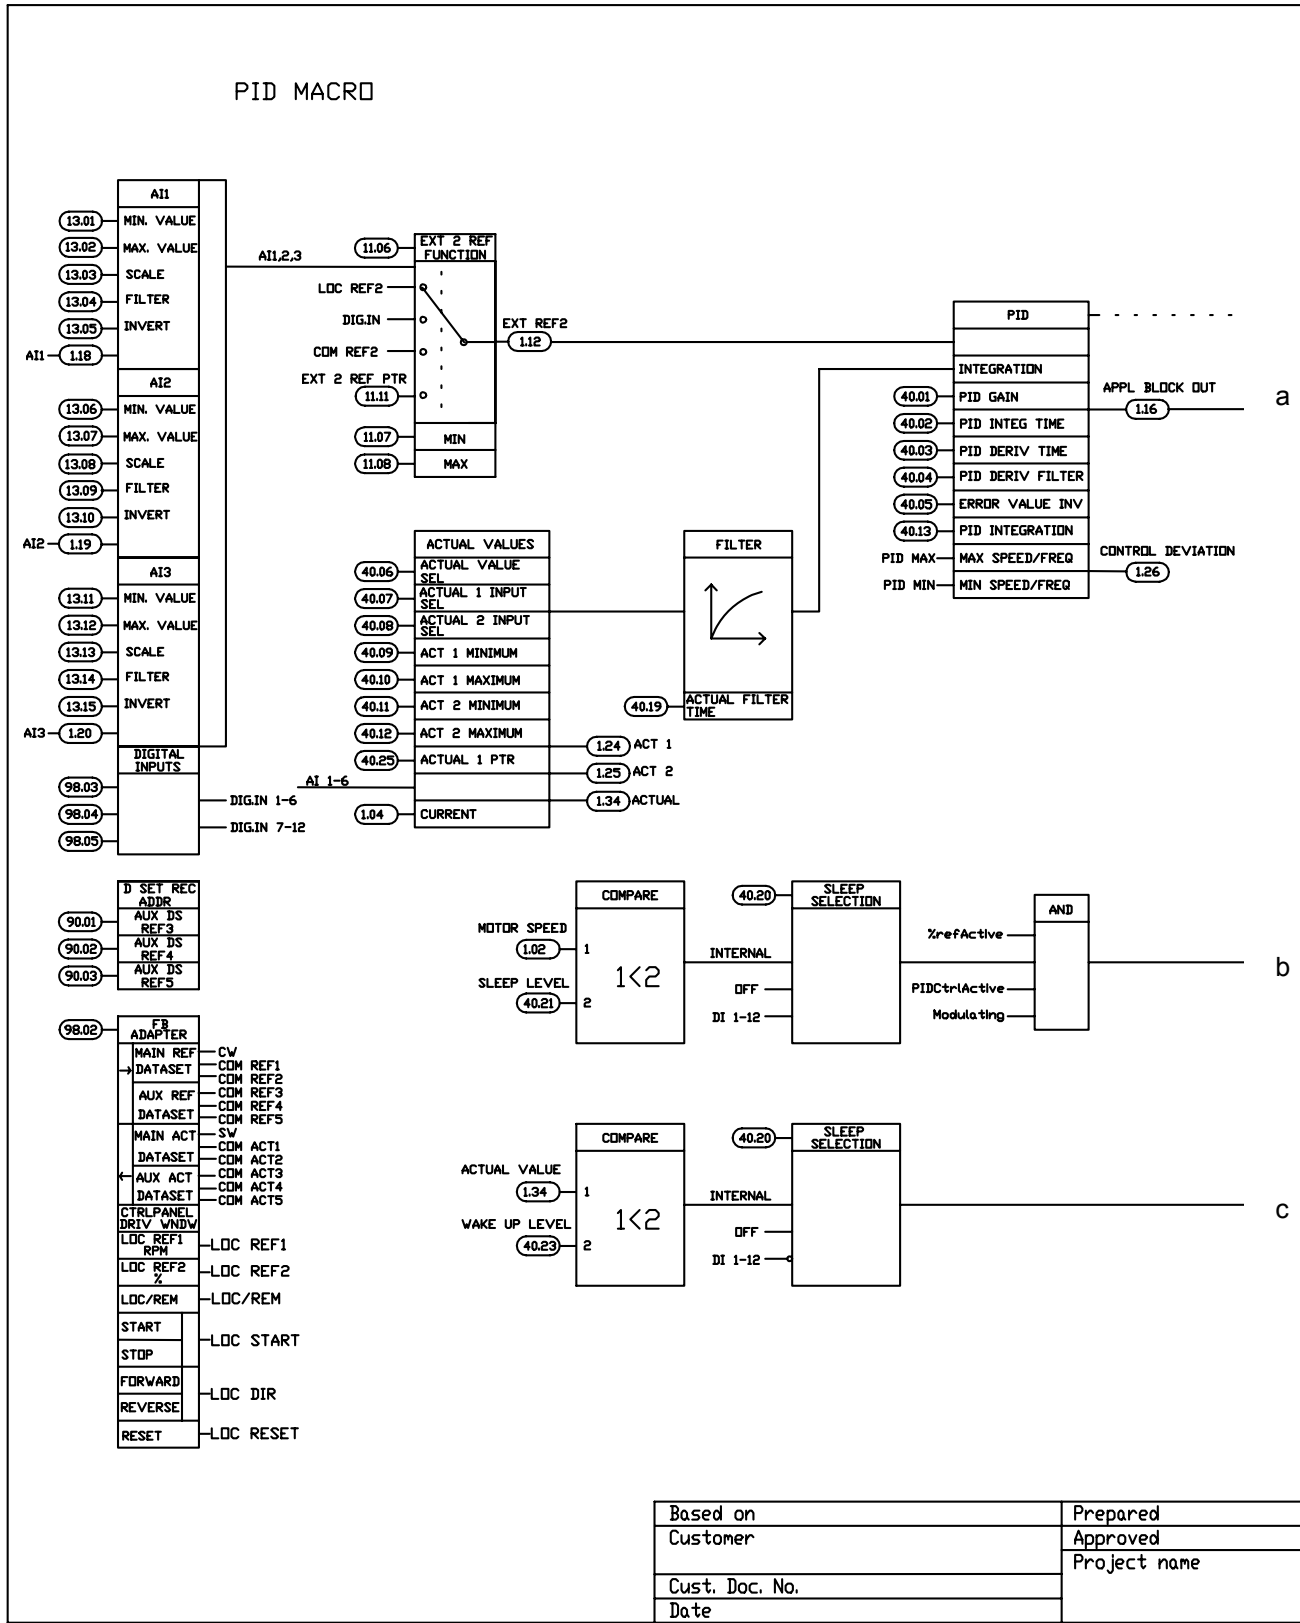 PID MACRO
AI1
13.01 MIN. VALUE
13.02 MAX. VALUE
13.03 SCALE
13.04 FILTER
13.05 INVERT
AI1 1.18
AI2
13.06 MIN. VALUE
13.07 MAX. VALUE
13.08 SCALE
13.09 FILTER
13.10 INVERT
AI2 1.19
AI3
13.11 MIN. VALUE
13.12 MAX. VALUE
13.13 SCALE
13.14 FILTER
13.15 INVERT
AI3 1.20
DIGITAL
INPUTS
98.03
98.04
98.05
DIG.IN 1-6
DIG.IN 7-12
AI1,2,3
11.06 EXT 2 REF
FUNCTION
LOC REF2
DIG.IN
COM REF2
EXT 2 REF PTR
11.11
11.07 MIN
11.08 MAX
EXT REF2
1.12
ACTUAL VALUES
40.06 ACTUAL VALUE
SEL
40.07 ACTUAL 1 INPUT
SEL
40.08 ACTUAL 2 INPUT
SEL
40.09 ACT 1 MINIMUM
40.10 ACT 1 MAXIMUM
40.11 ACT 2 MINIMUM
40.12 ACT 2 MAXIMUM
40.25 ACTUAL 1 PTR
AI 1-6
1.04 CURRENT
1.24 ACT 1
1.25 ACT 2
1.34 ACTUAL
FILTER
40.19 ACTUAL FILTER
TIME
PID
INTEGRATION
40.01 PID GAIN
40.02 PID INTEG TIME
40.03 PID DERIV TIME
40.04 PID DERIV FILTER
40.05 ERROR VALUE INV
40.13 PID INTEGRATION
PID MAX MAX SPEED/FREQ
PID MIN MIN SPEED/FREQ
APPL BLOCK OUT
1.16
a
CONTROL DEVIATION
1.26
D SET REC
ADDR
90.01 AUX DS
REF3
90.02 AUX DS
REF4
90.03 AUX DS
REF5
COMPARE
MOTOR SPEED
1.02 1
1<2
SLEEP LEVEL
40.21 2
40.20 SLEEP
SELECTION
INTERNAL
OFF
DI 1-12
AND
%refActive
PIDCtrlActive
Modulating
b
98.02 FB
ADAPTER
MAIN REF CW
DATASET COM REF1
COM REF2
AUX REF COM REF3
COM REF4
DATASET COM REF5
MAIN ACT SW
COM ACT1
DATASET COM ACT2
AUX ACT COM ACT3
COM ACT4
DATASET COM ACT5
CTRLPANEL
DRIV WNDW
LOC REF1
RPM LOC REF1
LOC REF2
% LOC REF2
LOC/REM LOC/REM
START
LOC START
STOP
FORWARD
LOC DIR
REVERSE
RESET LOC RESET
COMPARE
ACTUAL VALUE
1.34 1
1<2
WAKE UP LEVEL
40.23 2
40.20 SLEEP
SELECTION
INTERNAL
OFF
DI 1-12
c
Based on
Prepared
Customer
Approved
Project name
Cust. Doc. No.
Date